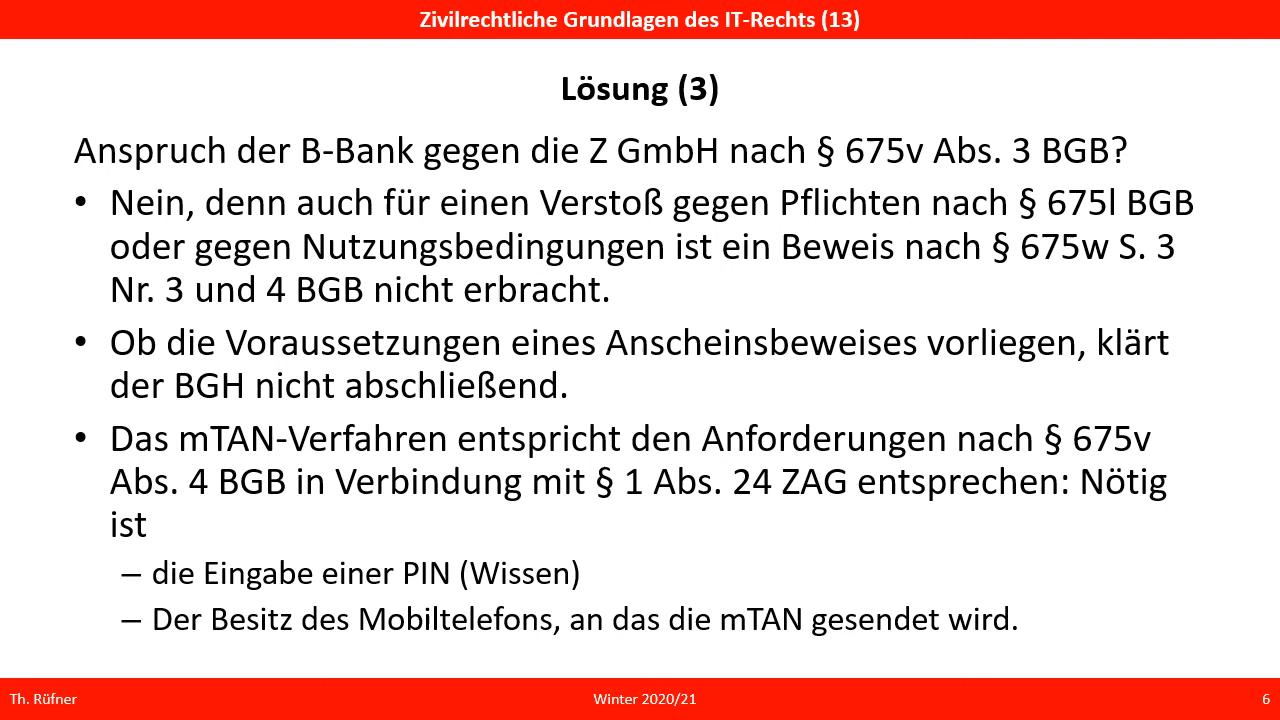 Zivilrechtliche Grundlagen des IT-Rechts (13)
Lösung (3)
Anspruch der B-Bank gegen die Z GmbH nach § 675v Abs. 3 BGB?
• Nein, denn auch für einen Verstoß gegen Pflichten nach § 675l BGB
oder gegen Nutzungsbedingungen ist ein Beweis nach § 675w S. 3
Nr. 3 und 4 BGB nicht erbracht.
• Ob die Voraussetzungen eines Anscheinsbeweises vorliegen, klärt
der BGH nicht abschließend.
• Das mTAN-Verfahren entspricht den Anforderungen nach § 675v
Abs. 4 BGB in Verbindung mit § 1 Abs. 24 ZAG entsprechen: Nötig
ist
– die Eingabe einer PIN (Wissen)
– Der Besitz des Mobiltelefons, an das die mTAN gesendet wird.
Th. Rüfner
Winter 2020/21
6